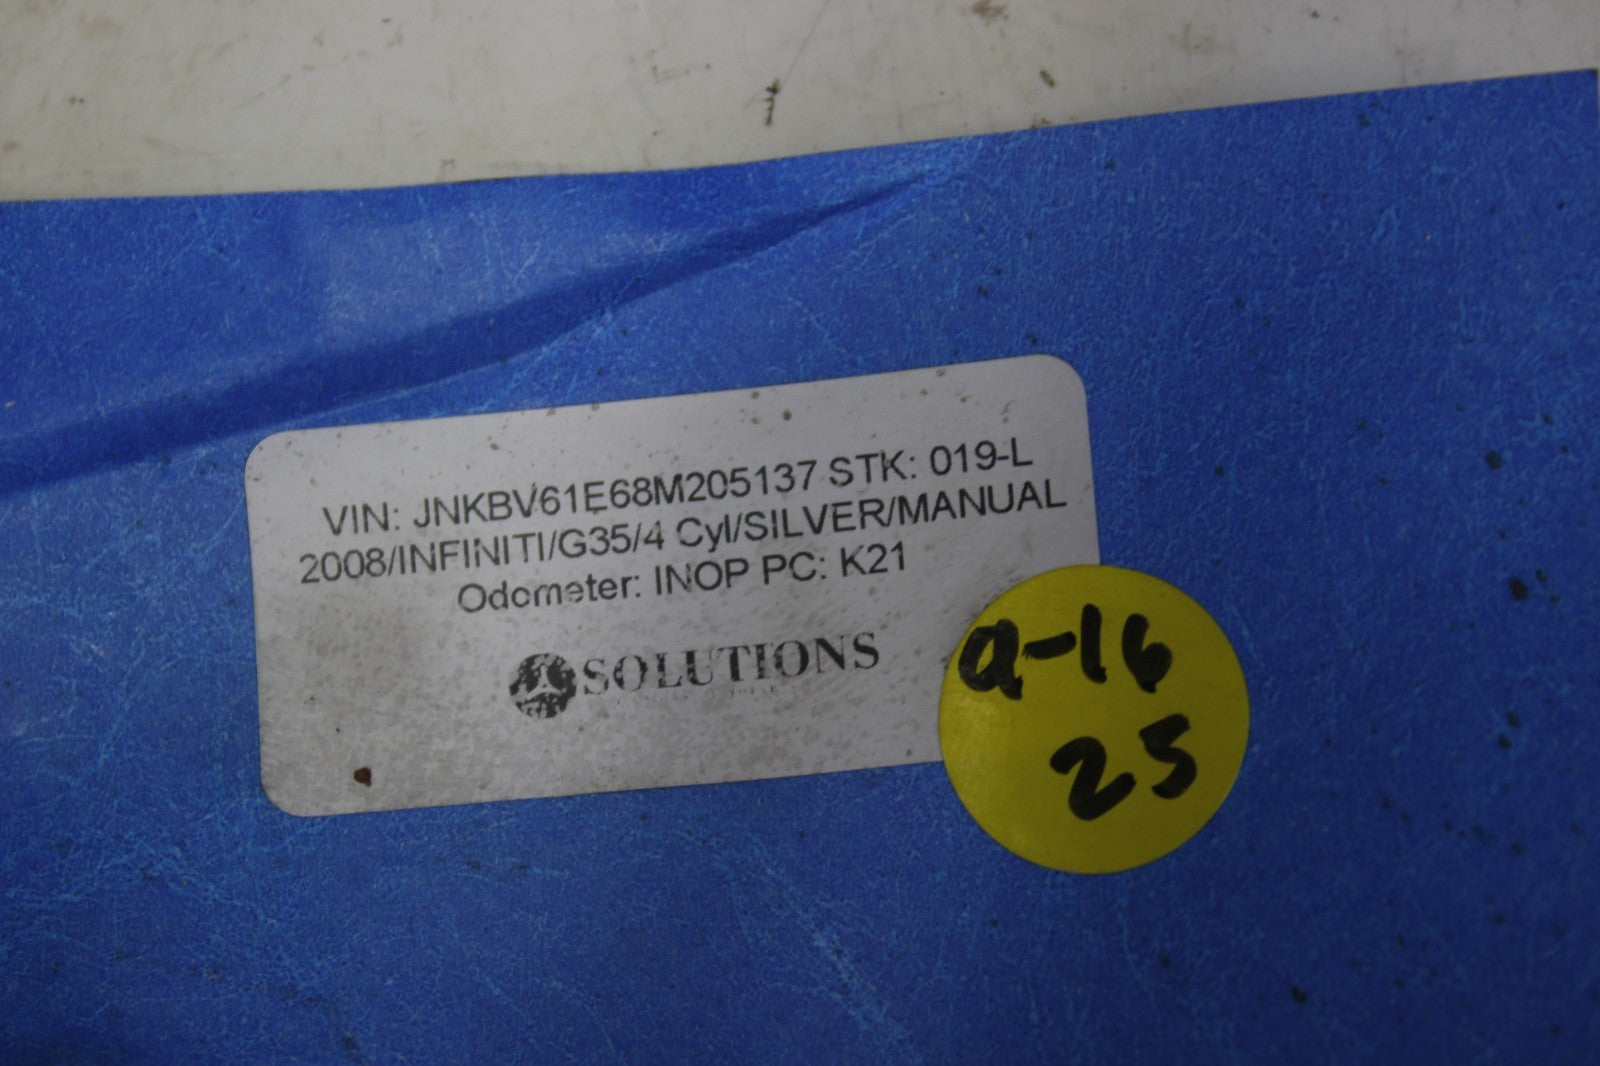 VIN: JNKBV61E68M205137 STK: 019-L
2008/INFINITI/G35/4 Cyl/SILVER/MANUAL
Odometer: INOP PC: K21
SOLUTIONS
a-16
25